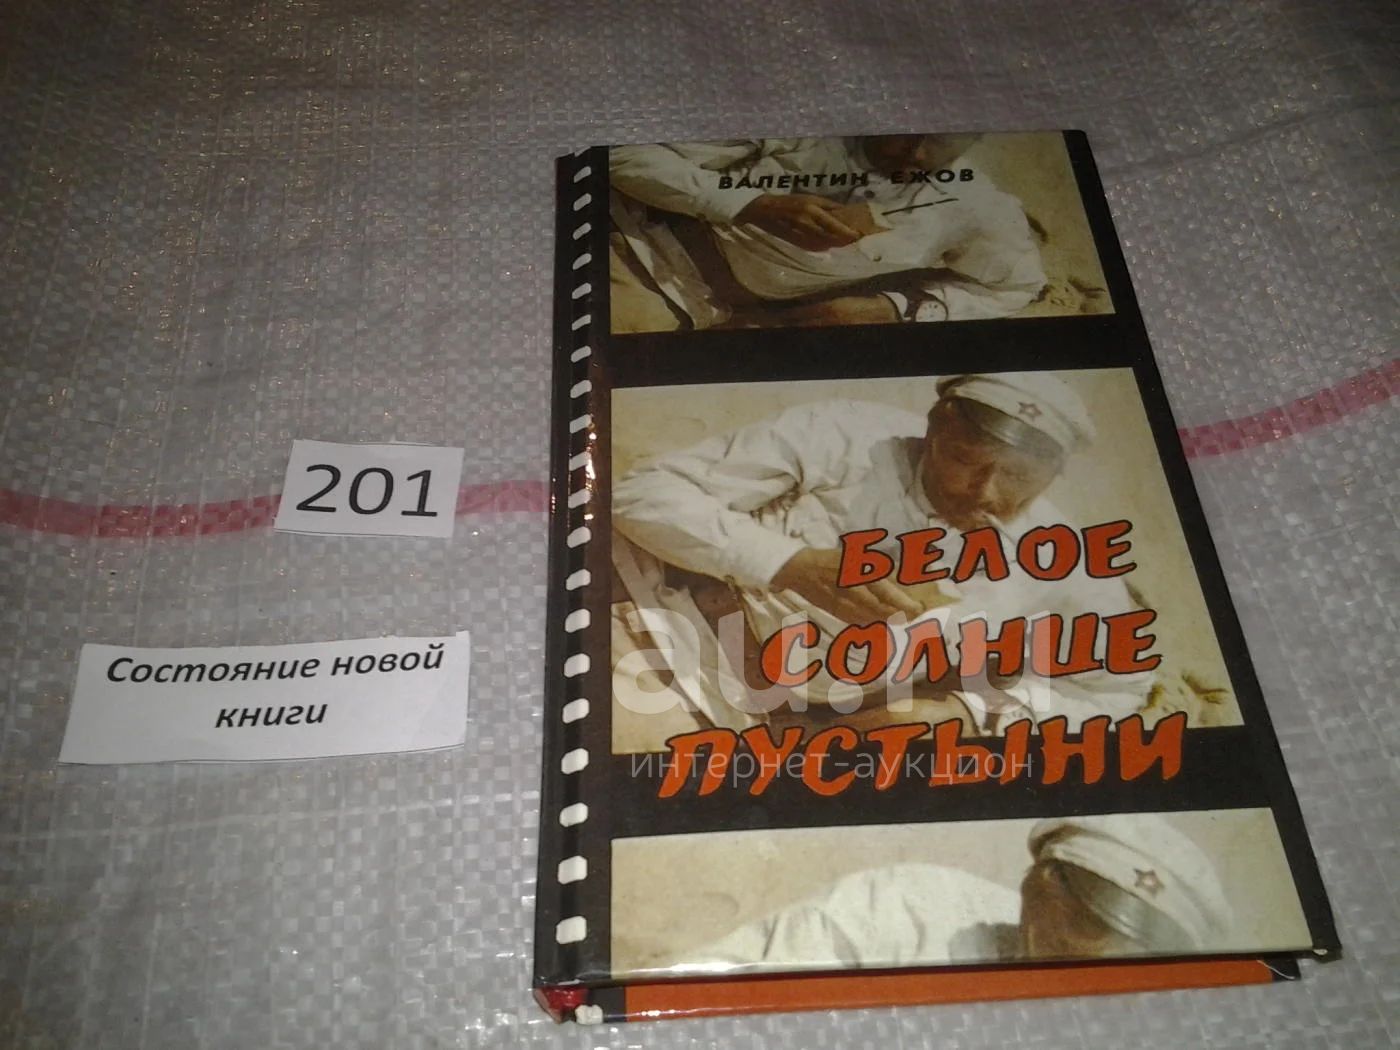 ВАЛЕНТИН ЕЖОВ
201
БЕЛОЕ
СОЛНЦЕ
ПУСТЫНИ
Состояние новой
книги
au.ru
интернет-аукцион